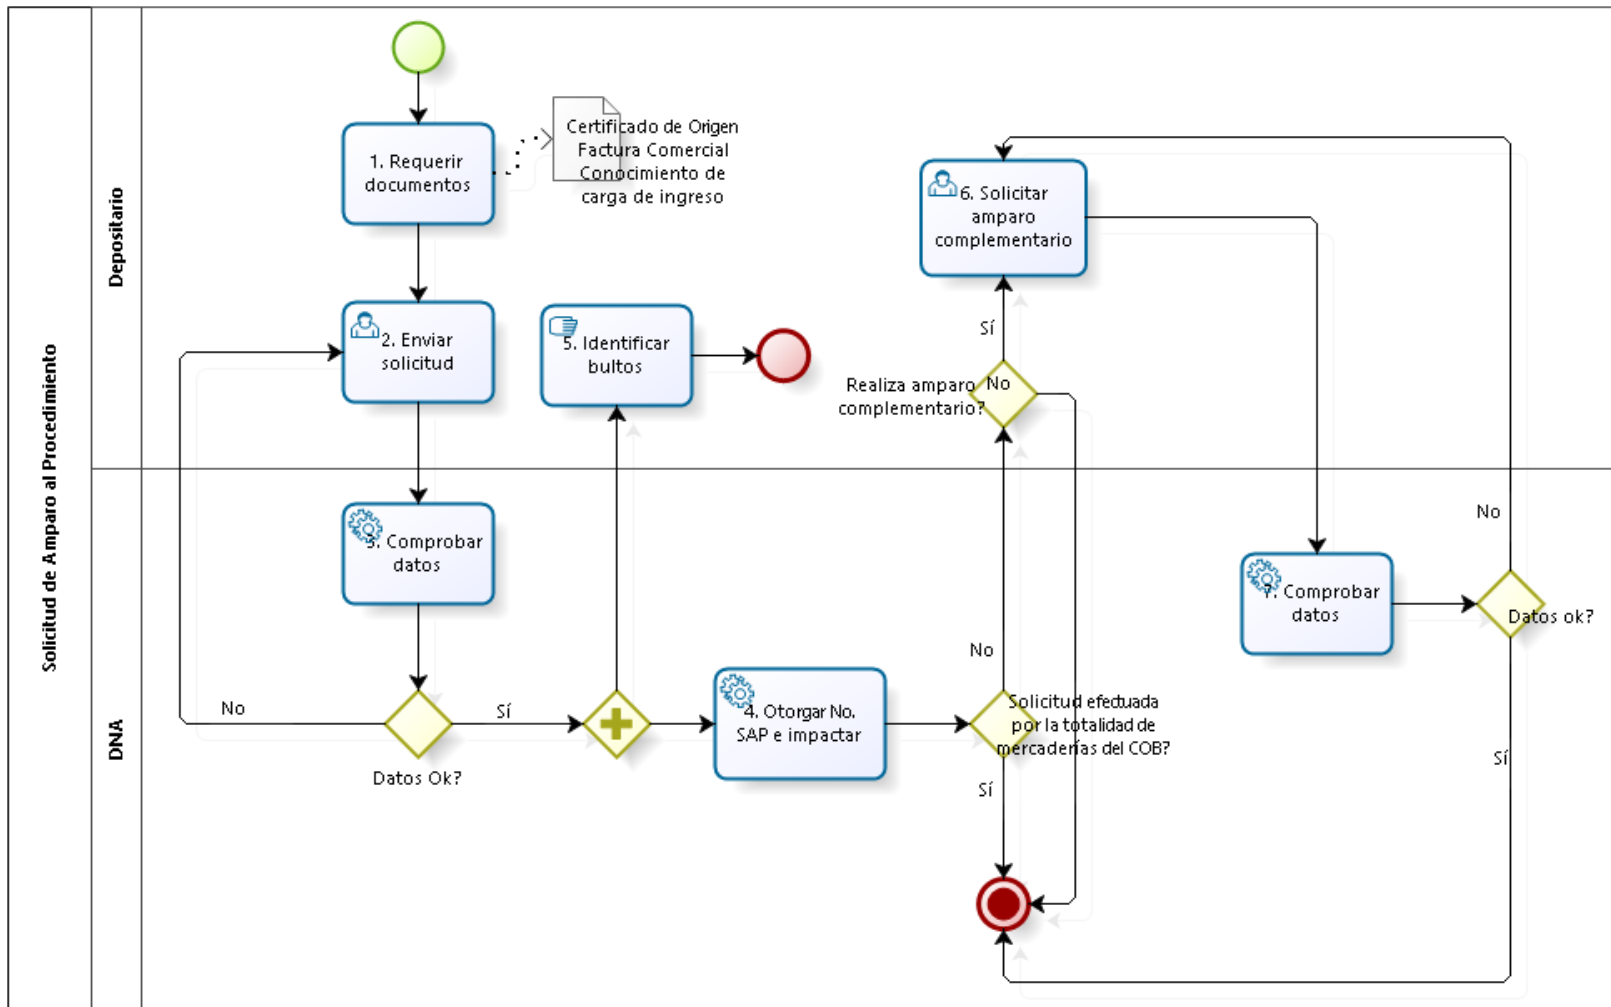 Solicitud de Amparo al Procedimiento
Depositario
DNA
1. Requerir
documentos
Certificado de Origen
Factura Comercial
Conocimiento de
carga de ingreso
2. Enviar
solicitud
5. Identificar
bultos
6. Solicitar
amparo
complementario
Sí
Realiza amparo
complementario?
No
3. Comprobar
datos
No
Datos Ok?
Sí
4. Otorgar No.
SAP e impactar
No
Solicitud efectuada
por la totalidad de
mercaderías del COB?
Sí
7. Comprobar
datos
No
Datos ok?
Sí